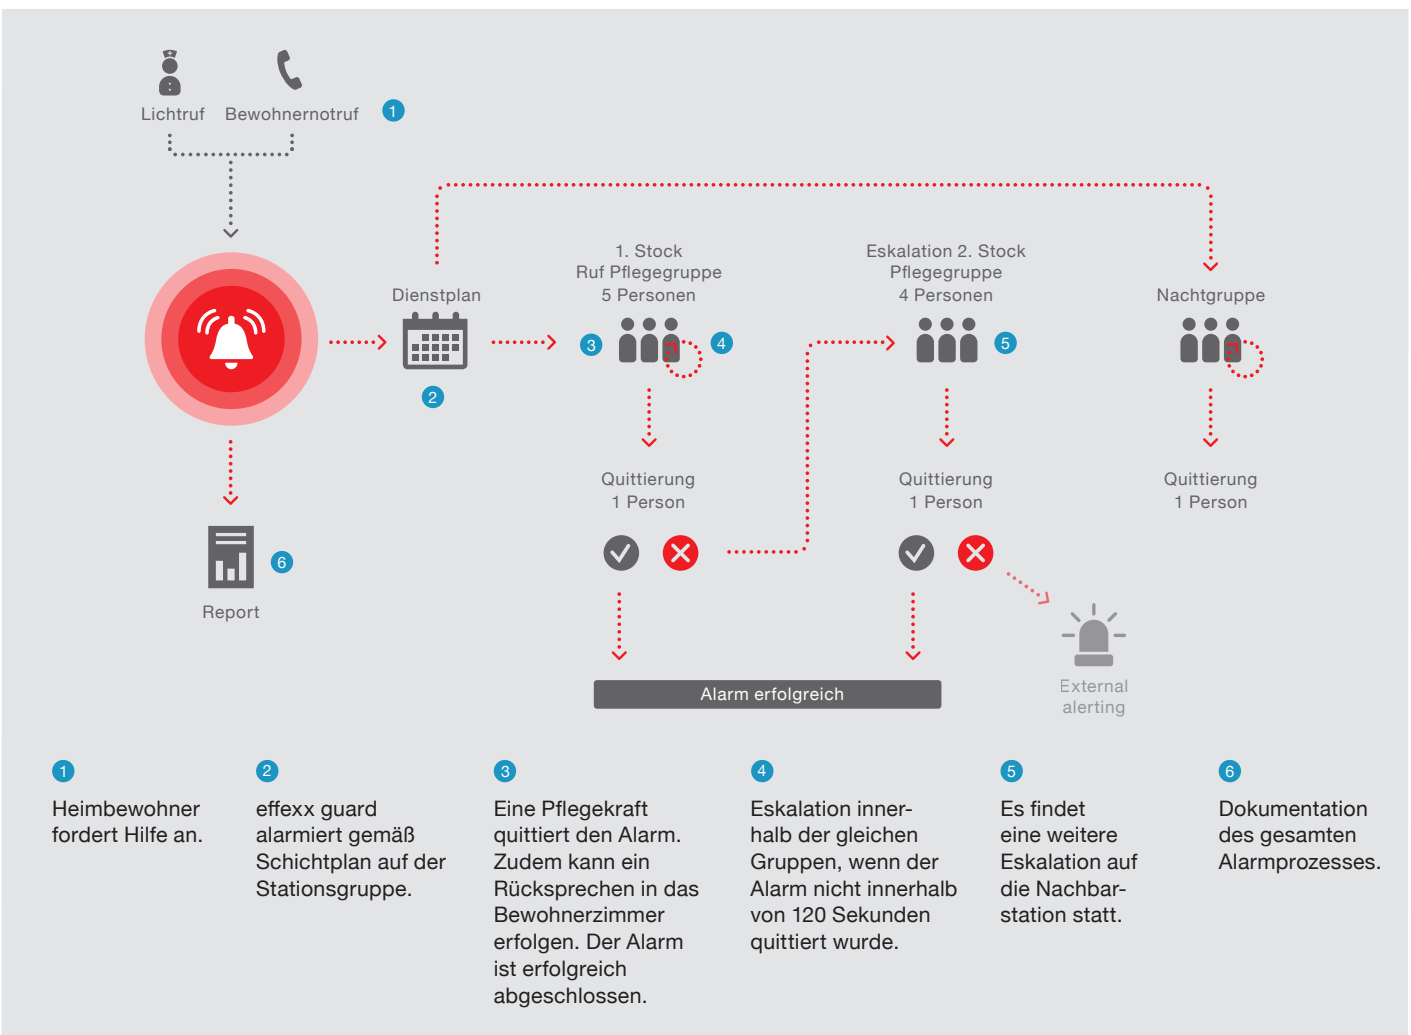 Lichtruf
Bewohnernotruf
1
1. Stock
Ruf Pflegegruppe
5 Personen
Eskalation 2. Stock
Pflegegruppe
4 Personen
Dienstplan
Nachtgruppe
3
4
5
2
Quittierung
1 Person
Quittierung
1 Person
Quittierung
1 Person
6
Report
Alarm erfolgreich
External
alerting
1
Heimbewohner
fordert Hilfe an.
2
effexx guard
alarmiert gemäß
Schichtplan auf der
Stationsgruppe.
3
Eine Pflegekraft
quittiert den Alarm.
Zudem kann ein
Rücksprechen in das
Bewohnerzimmer
erfolgen. Der Alarm
ist erfolgreich
abgeschlossen.
4
Eskalation inner-
halb der gleichen
Gruppen, wenn der
Alarm nicht innerhalb
von 120 Sekunden
quittiert wurde.
5
Es findet
eine weitere
Eskalation auf
die Nachbar-
station statt.
6
Dokumentation
des gesamten
Alarmprozesses.